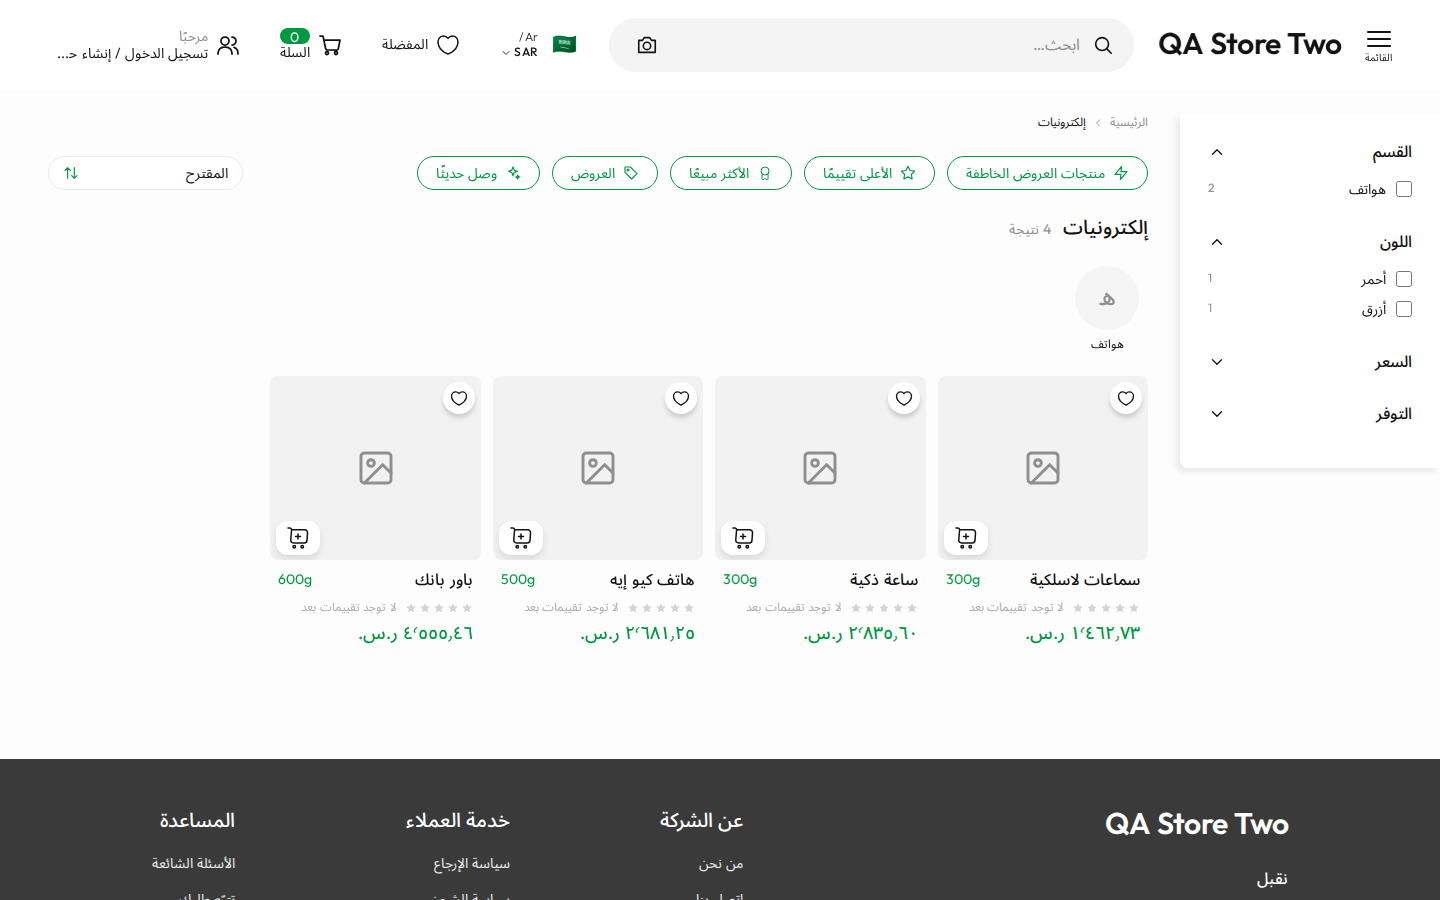 القائمة
QA Store Two
ابحث...
Ar /
SAR
المفضلة
0
السلة
مرحبًا
تسجيل الدخول / إنشاء حـ...
القسم
هواتف 2
اللون
أحمر 1
أزرق 1
السعر
التوفر
الرئيسية إلكترونيات
منتجات العروض الخاطفة
الأعلى تقييمًا
الأكثر مبيعًا
العروض
وصل حديثًا
المقترح
إلكترونيات 4 نتيجة
هـ
هواتف
سماعات لاسلكية 300g
لا توجد تقييمات بعد
١٬٤٦٢٫٧٣ ر.س.
ساعة ذكية 300g
لا توجد تقييمات بعد
٢٬٨٣٥٫٦٠ ر.س.
هاتف كيو إيه 500g
لا توجد تقييمات بعد
٢٬٦٨١٫٢٥ ر.س.
باور بانك 600g
لا توجد تقييمات بعد
٤٬٥٥٥٫٤٦ ر.س.
QA Store Two
نقبل
عن الشركة
من نحن
خدمة العملاء
سياسة الإرجاع
المساعدة
الأسئلة الشائعة